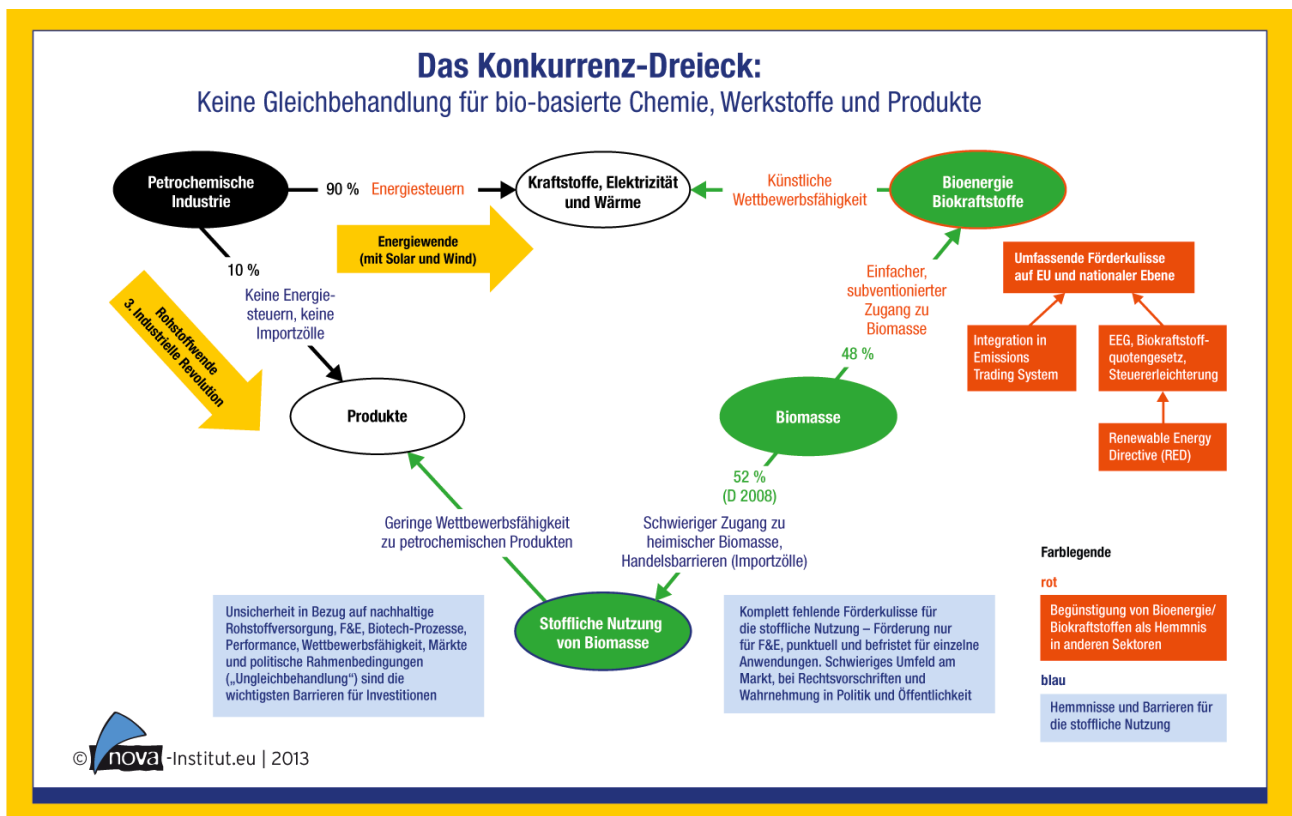 Das Konkurrenz-Dreieck:
Keine Gleichbehandlung für bio-basierte Chemie, Werkstoffe und Produkte
Petrochemische
Industrie
90 %
Energiesteuern
Kraftstoffe, Elektrizität
und Wärme
Künstliche
Wettbewerbsfähigkeit
Bioenergie
Biokraftstoffe
Energiewende
(mit Solar und Wind)
10 %
Keine Energie-
steuern, keine
Importzölle
Rohstoffwende
3. Industrielle Revolution
Einfacher,
subventionierter
Zugang zu
Biomasse
Umfassende Förderkulisse
auf EU und nationaler Ebene
Integration in
Emissions
Trading System
EEG, Biokraftstoff-
quotengesetz,
Steuererleichterung
Renewable Energy
Directive (RED)
48 %
Produkte
Biomasse
52 %
(D 2008)
Geringe Wettbewerbsfähigkeit
zu petrochemischen Produkten
Schwieriger Zugang zu
heimischer Biomasse,
Handelsbarrieren (Importzölle)
Unsicherheit in Bezug auf nachhaltige
Rohstoffversorgung, F&E, Biotech-Prozesse,
Performance, Wettbewerbsfähigkeit, Märkte
und politische Rahmenbedingungen
(„Ungleichbehandlung“) sind die
wichtigsten Barrieren für Investitionen
Stoffliche Nutzung
von Biomasse
Komplett fehlende Förderkulisse für
die stoffliche Nutzung – Förderung nur
für F&E, punktuell und befristet für einzelne
Anwendungen. Schwieriges Umfeld am
Markt, bei Rechtsvorschriften und
Wahrnehmung in Politik und Öffentlichkeit
Farblegende
rot
Begünstigung von Bioenergie/
Biokraftstoffen als Hemmnis
in anderen Sektoren
blau
Hemmnisse und Barrieren für
die stoffliche Nutzung
© nova-Institut.eu | 2013